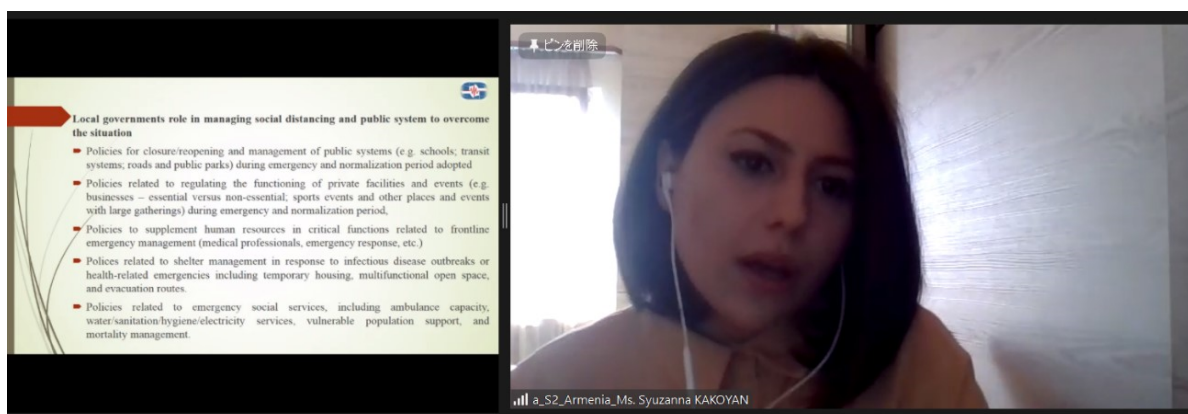 Local governments role in managing social distancing and public system to overcome
the situation
Policies for closure/reopening and management of public systems (e.g. schools; transit
systems; roads and public parks) during emergency and normalization period adopted
Policies related to regulating the functioning of private facilities and events (e.g.
businesses – essential versus non-essential; sports events and other places and events
with large gatherings) during emergency and normalization period,
Policies to supplement human resources in critical functions related to frontline
emergency management (medical professionals, emergency response, etc.)
Polices related to shelter management in response to infectious disease outbreaks or
health-related emergencies including temporary housing, multifunctional open space,
and evacuation routes.
Policies related to emergency social services, including ambulance capacity,
water/sanitation/hygiene/electricity services, vulnerable population support, and
mortality management.
ピンを削除
a_S2_Armenia_Ms. Syuzanna KAKOYAN